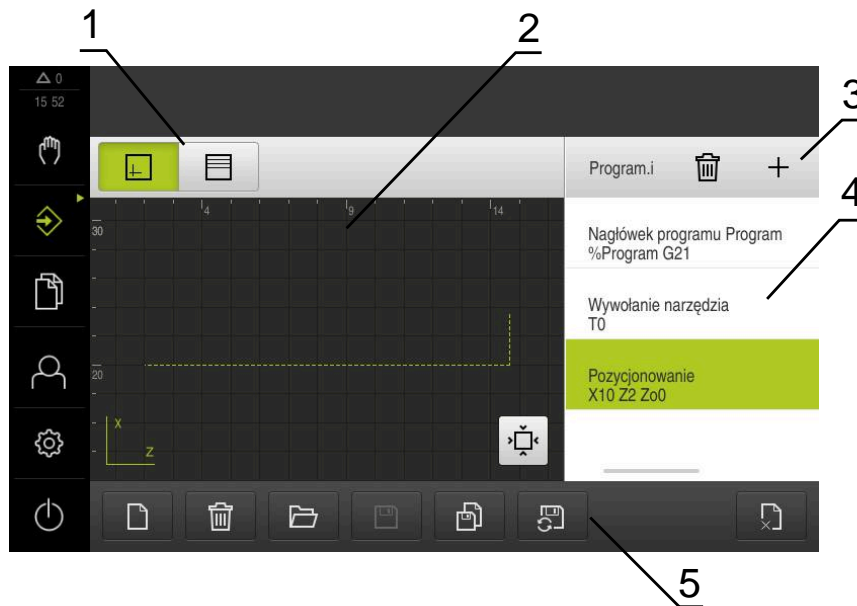 1
2
3
4
5
0
15 52
Program.i
4
9
14
30
20
X
Z
Nagłówek programu Program
%Program G21
Wywołanie narzędzia
T0
Pozycjonowanie
X10 Z2 Zo0